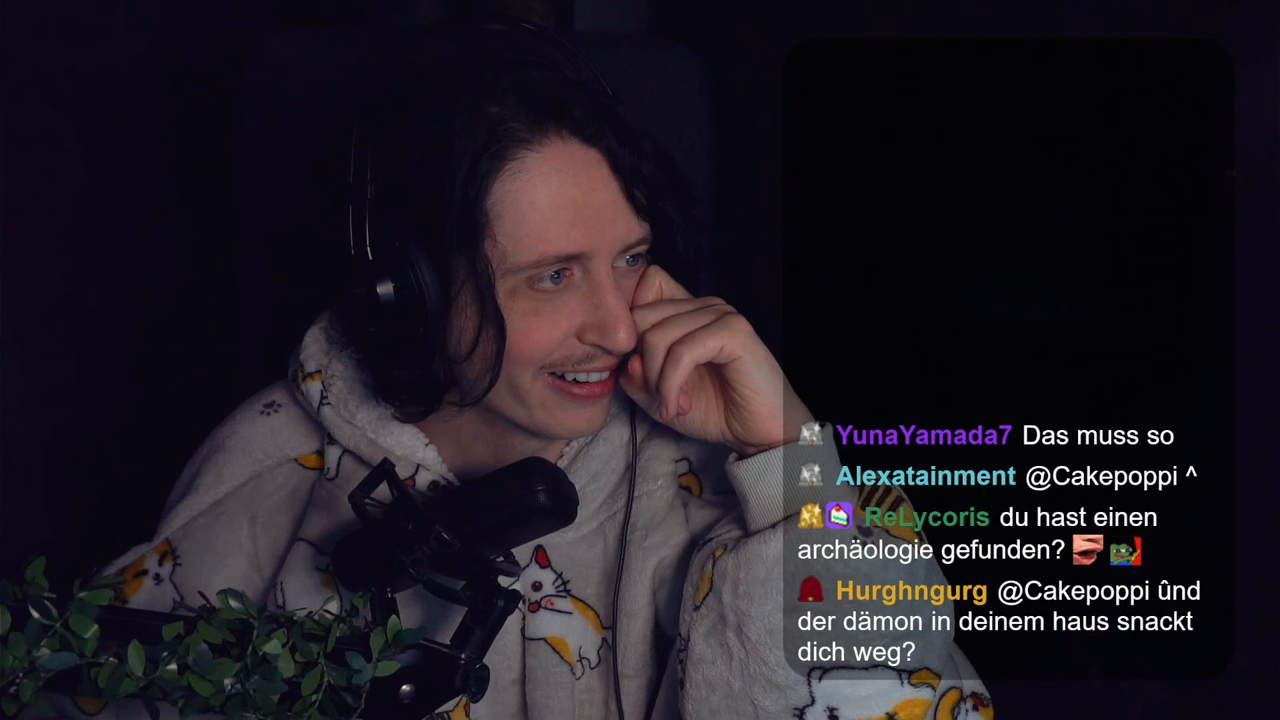 YunaYamada7 Das muss so
Alexatainment @Cakepoppi ^
ReLycoris du hast einen
archäologie gefunden?
Hurghngurg @Cakepoppi ûnd
der dämon in deinem haus snackt
dich weg?